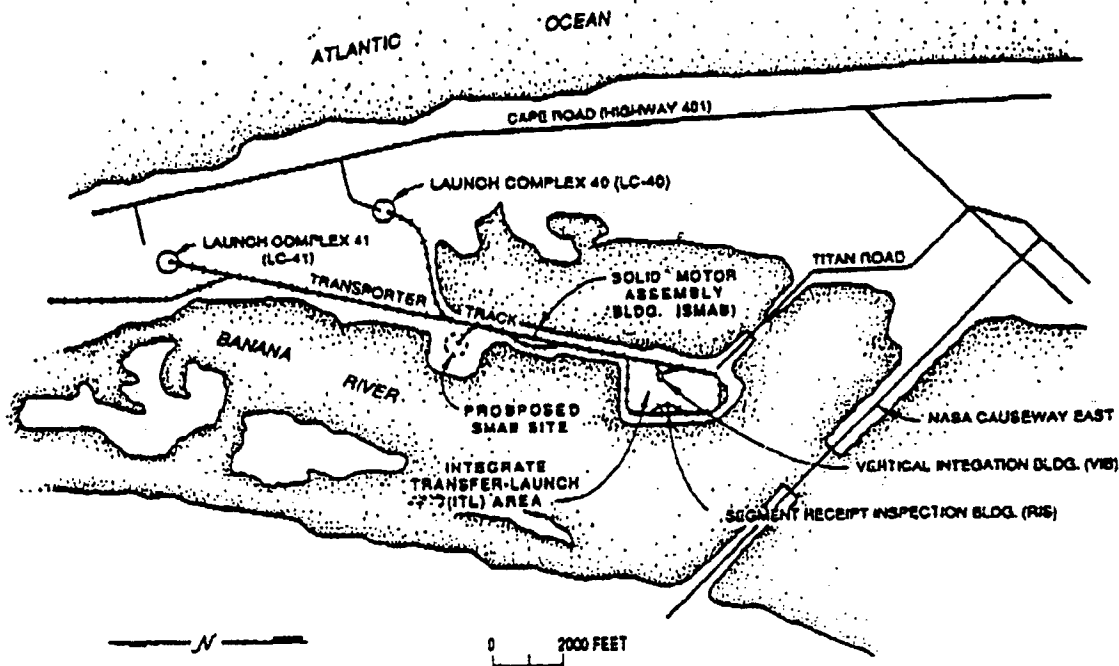 ATLANTIC OCEAN
CAPE ROAD (HIGHWAY 401)
LAUNCH COMPLEX 40 (LC-40)
LAUNCH COMPLEX 41
(LC-41)
TITAN ROAD
SOLID MOTOR
ASSEMBLY
BLDG. (SMAB)
TRANSPORTER
TRACK
BANANA
RIVER
PROSPOSED
SMAB SITE
NASA CAUSEWAY EAST
INTEGRATE
TRANSFER-LAUNCH
(ITL) AREA
VERTICAL INTEGATION BLDG. (VIB)
SEGMENT RECEIPT INSPECTION BLDG. (RIS)
N
0 2000 FEET